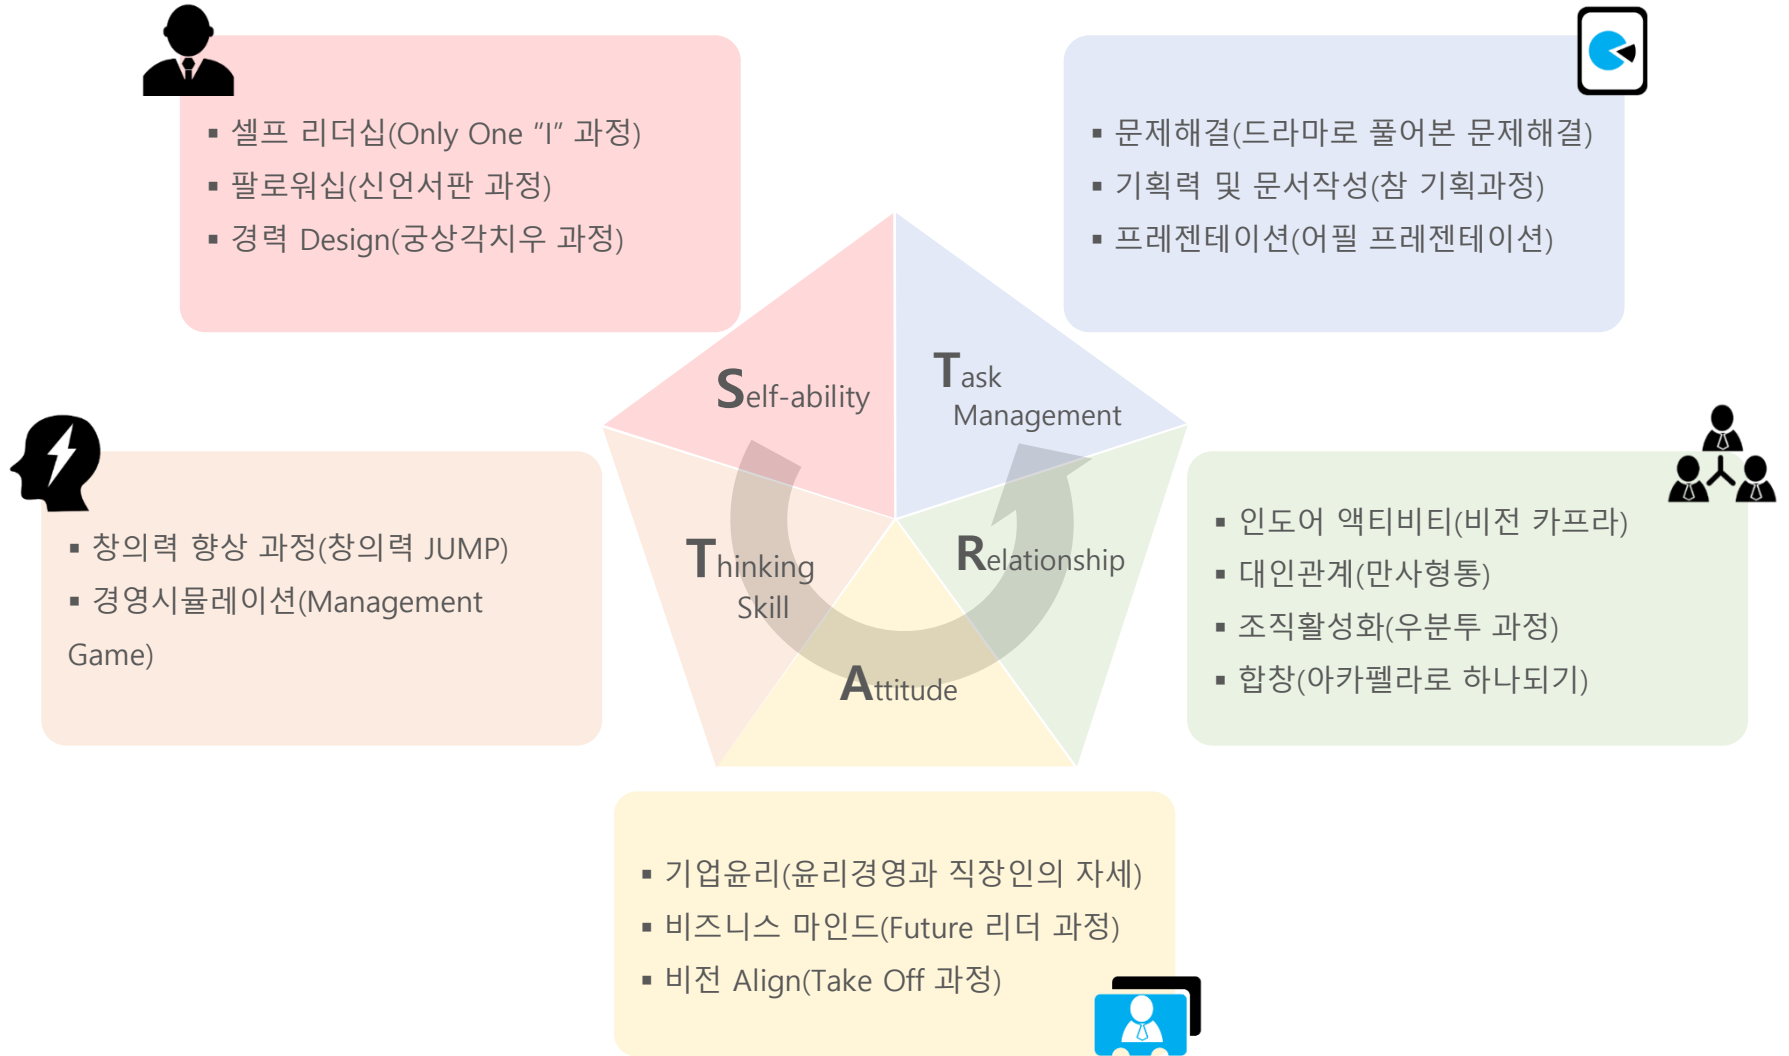 ▪ 셀프 리더십(Only One “I” 과정)
▪ 팔로워십(신언서판 과정)
▪ 경력 Design(궁상각치우 과정)
▪ 문제해결(드라마로 풀어본 문제해결)
▪ 기획력 및 문서작성(참 기획과정)
▪ 프레젠테이션(어필 프레젠테이션)
Self-ability
Task
Management
▪ 창의력 향상 과정(창의력 JUMP)
▪ 경영시뮬레이션(Management
Game)
Thinking
Skill
Relationship
Attitude
▪ 인도어 액티비티(비전 카프라)
▪ 대인관계(만사형통)
▪ 조직활성화(우분투 과정)
▪ 합창(아카펠라로 하나되기)
▪ 기업윤리(윤리경영과 직장인의 자세)
▪ 비즈니스 마인드(Future 리더 과정)
▪ 비전 Align(Take Off 과정)